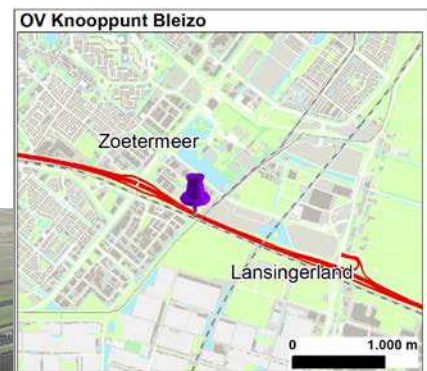 OV Knooppunt Bleizo
Zoetermeer
Lansingerland
0 1.000 m